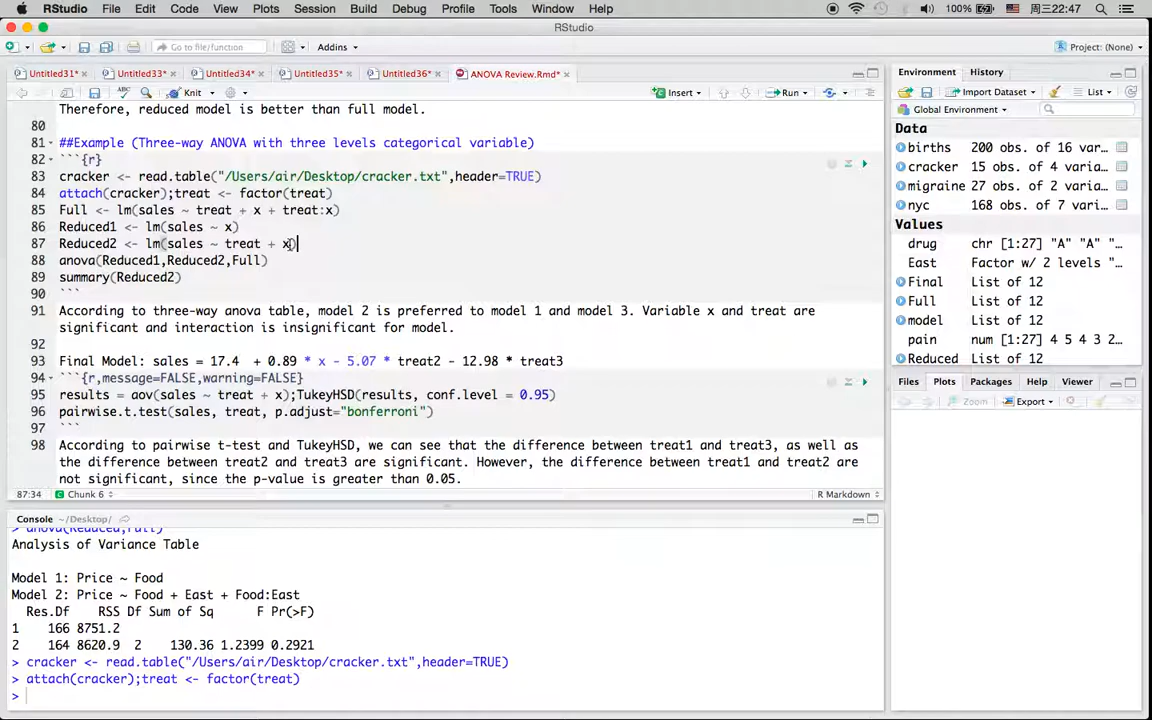 RStudio File Edit Code View Plots Session Build Debug Profile Tools Window Help 100% 周三22:47
RStudio
Go to file/function Addins Project: (None)
Untitled31* Untitled33* Untitled34* Untitled35* Untitled36* ANOVA Review.Rmd*
Knit Insert Run
Therefore, reduced model is better than full model.
80
81 ##Example (Three-way ANOVA with three levels categorical variable)
82 ```{r}
83 cracker <- read.table("/Users/air/Desktop/cracker.txt",header=TRUE)
84 attach(cracker);treat <- factor(treat)
85 Full <- lm(sales ~ treat + x + treat:x)
86 Reduced1 <- lm(sales ~ x)
87 Reduced2 <- lm(sales ~ treat + x)
88 anova(Reduced1,Reduced2,Full)
89 summary(Reduced2)
90 ```
91 According to three-way anova table, model 2 is preferred to model 1 and model 3. Variable x and treat are
significant and interaction is insignificant for model.
92
93 Final Model: sales = 17.4 + 0.89 * x - 5.07 * treat2 - 12.98 * treat3
94 ```{r,message=FALSE,warning=FALSE}
95 results = aov(sales ~ treat + x);TukeyHSD(results, conf.level = 0.95)
96 pairwise.t.test(sales, treat, p.adjust="bonferroni")
97 ```
98 According to pairwise t-test and TukeyHSD, we can see that the difference between treat1 and treat3, as well as
the difference between treat2 and treat3 are significant. However, the difference between treat1 and treat2 are
not significant, since the p-value is greater than 0.05.
87:34 Chunk 6 R Markdown
Console ~/Desktop/
> anova(Reduced,Full)
Analysis of Variance Table
Model 1: Price ~ Food
Model 2: Price ~ Food + East + Food:East
Res.Df RSS Df Sum of Sq F Pr(>F)
1 166 8751.2
2 164 8620.9 2 130.36 1.2399 0.2921
> cracker <- read.table("/Users/air/Desktop/cracker.txt",header=TRUE)
> attach(cracker);treat <- factor(treat)
>
Environment History
Import Dataset List
Global Environment
Data
births 200 obs. of 16 var…
cracker 15 obs. of 4 varia…
migraine 27 obs. of 2 varia…
nyc 168 obs. of 7 vari…
Values
drug chr [1:27] "A" "A" "…
East Factor w/ 2 levels "…
Final List of 12
Full List of 12
model List of 12
pain num [1:27] 4 5 4 3 2…
Reduced List of 12
Files Plots Packages Help Viewer
Zoom Export